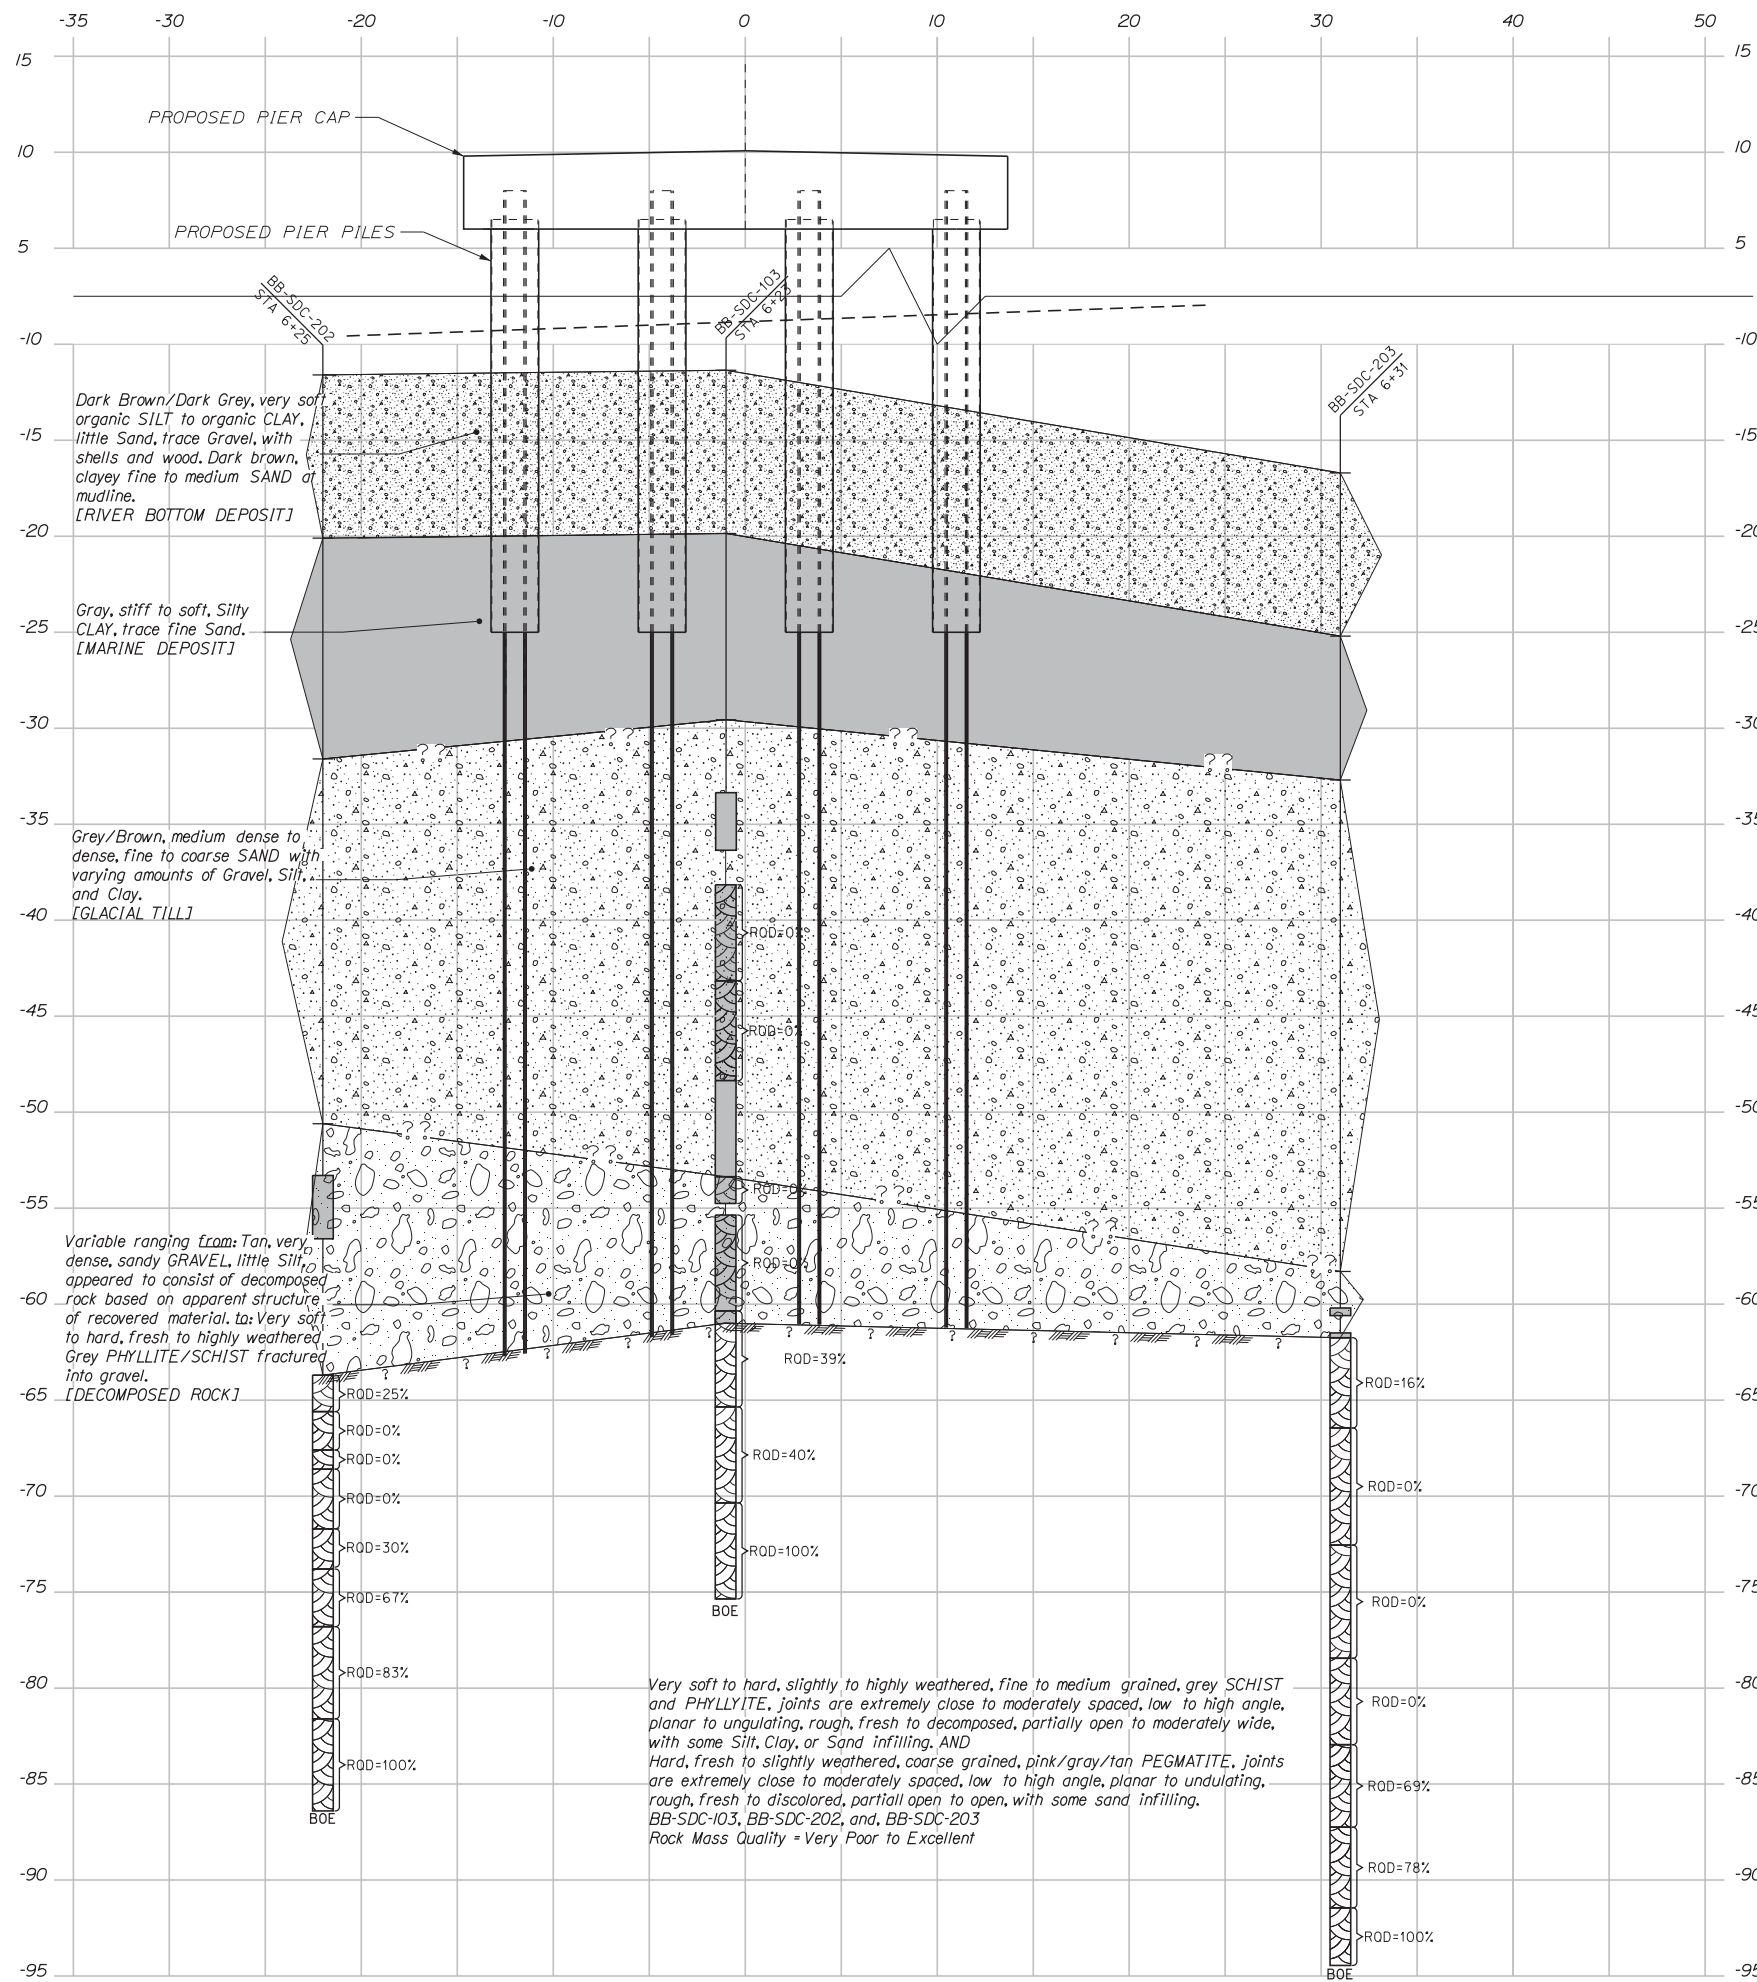 -35 -30 -20 -10 0 10 20 30 40 50
15 15
PROPOSED PIER CAP
10 10
PROPOSED PIER PILES
5 5
BB-SDC-202
STA 6+25
BB-SDC-103
STA 6+23
-10 -10
BB-SDC-203
STA 6+31
Dark Brown/Dark Grey, very soft
organic SILT to organic CLAY,
little Sand, trace Gravel, with
-15 -15
shells and wood. Dark brown,
clayey fine to medium SAND at
mudline.
[RIVER BOTTOM DEPOSIT]
-20 -20
Gray, stiff to soft, Silty
CLAY, trace fine Sand.
-25 -25
[MARINE DEPOSIT]
-30 -30
? ? ? ? ? ? ? ?
-35 -35
Grey/Brown, medium dense to
dense, fine to coarse SAND with
varying amounts of Gravel, Silt,
and Clay.
[GLACIAL TILL]
-40 -40
RQD=0%
-45 -45
RQD=0%
-50 -50
? ? ? ? ? ? ? ? ? ?
RQD=0%
-55 -55
Variable ranging from: Tan, very
dense, sandy GRAVEL, little Silt,
RQD=0%
appeared to consist of decomposed
rock based on apparent structure
-60 -60
of recovered material. to: Very soft
to hard, fresh to highly weathered
Grey PHYLLITE/SCHIST fractured
into gravel.
[DECOMPOSED ROCK]
? ? ? ? ? ? ? ? ? ? ? ?
RQD=39%
RQD=16%
RQD=25%
-65 -65
RQD=0%
RQD=40%
RQD=0%
RQD=0%
RQD=0%
-70 -70
RQD=30%
RQD=100%
-75 -75
RQD=67%
RQD=0%
BOE
RQD=83%
-80 -80
RQD=0%
Very soft to hard, slightly to highly weathered, fine to medium grained, grey SCHIST
and PHYLLYITE, joints are extremely close to moderately spaced, low to high angle,
planar to ungulating, rough, fresh to decomposed, partially open to moderately wide,
with some Silt, Clay, or Sand infilling. AND
Hard, fresh to slightly weathered, coarse grained, pink/gray/tan PEGMATITE, joints
are extremely close to moderately spaced, low to high angle, planar to undulating,
rough, fresh to discolored, partiall open to open, with some sand infilling.
BB-SDC-103, BB-SDC-202, and, BB-SDC-203
Rock Mass Quality = Very Poor to Excellent
RQD=100%
-85 -85
RQD=69%
BOE
RQD=78%
-90 -90
RQD=100%
BOE
-95 -95